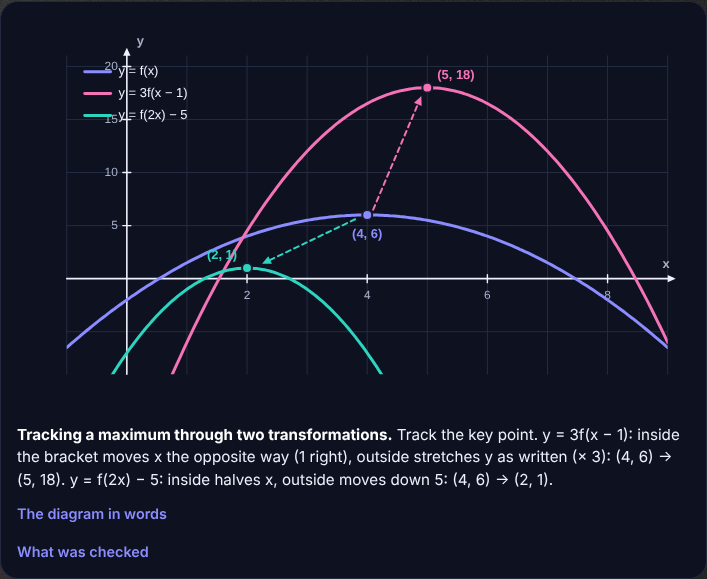 y
20
y = f(x)
y = 3f(x − 1)
(5, 18)
15
y = f(2x) − 5
10
5
(4, 6)
(2, 1)
x
2
4
6
8
Tracking a maximum through two transformations. Track the key point. y = 3f(x − 1): inside
the bracket moves x the opposite way (1 right), outside stretches y as written (× 3): (4, 6) →
(5, 18). y = f(2x) − 5: inside halves x, outside moves down 5: (4, 6) → (2, 1).
The diagram in words
What was checked